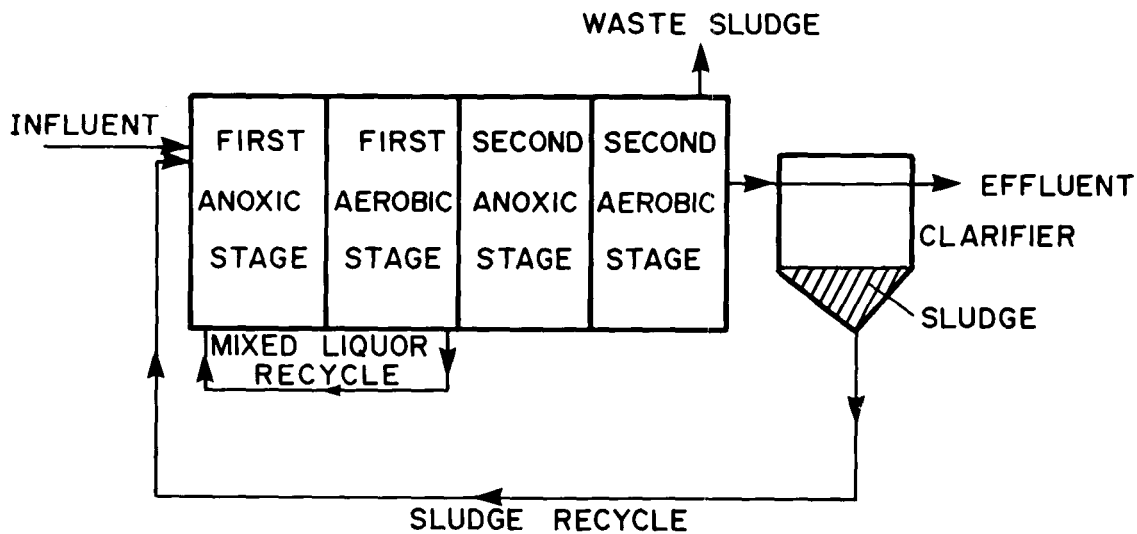 WASTE SLUDGE
INFLUENT
FIRST
ANOXIC
STAGE
FIRST
AEROBIC
STAGE
SECOND
ANOXIC
STAGE
SECOND
AEROBIC
STAGE
EFFLUENT
CLARIFIER
SLUDGE
MIXED LIQUOR
RECYCLE
SLUDGE RECYCLE